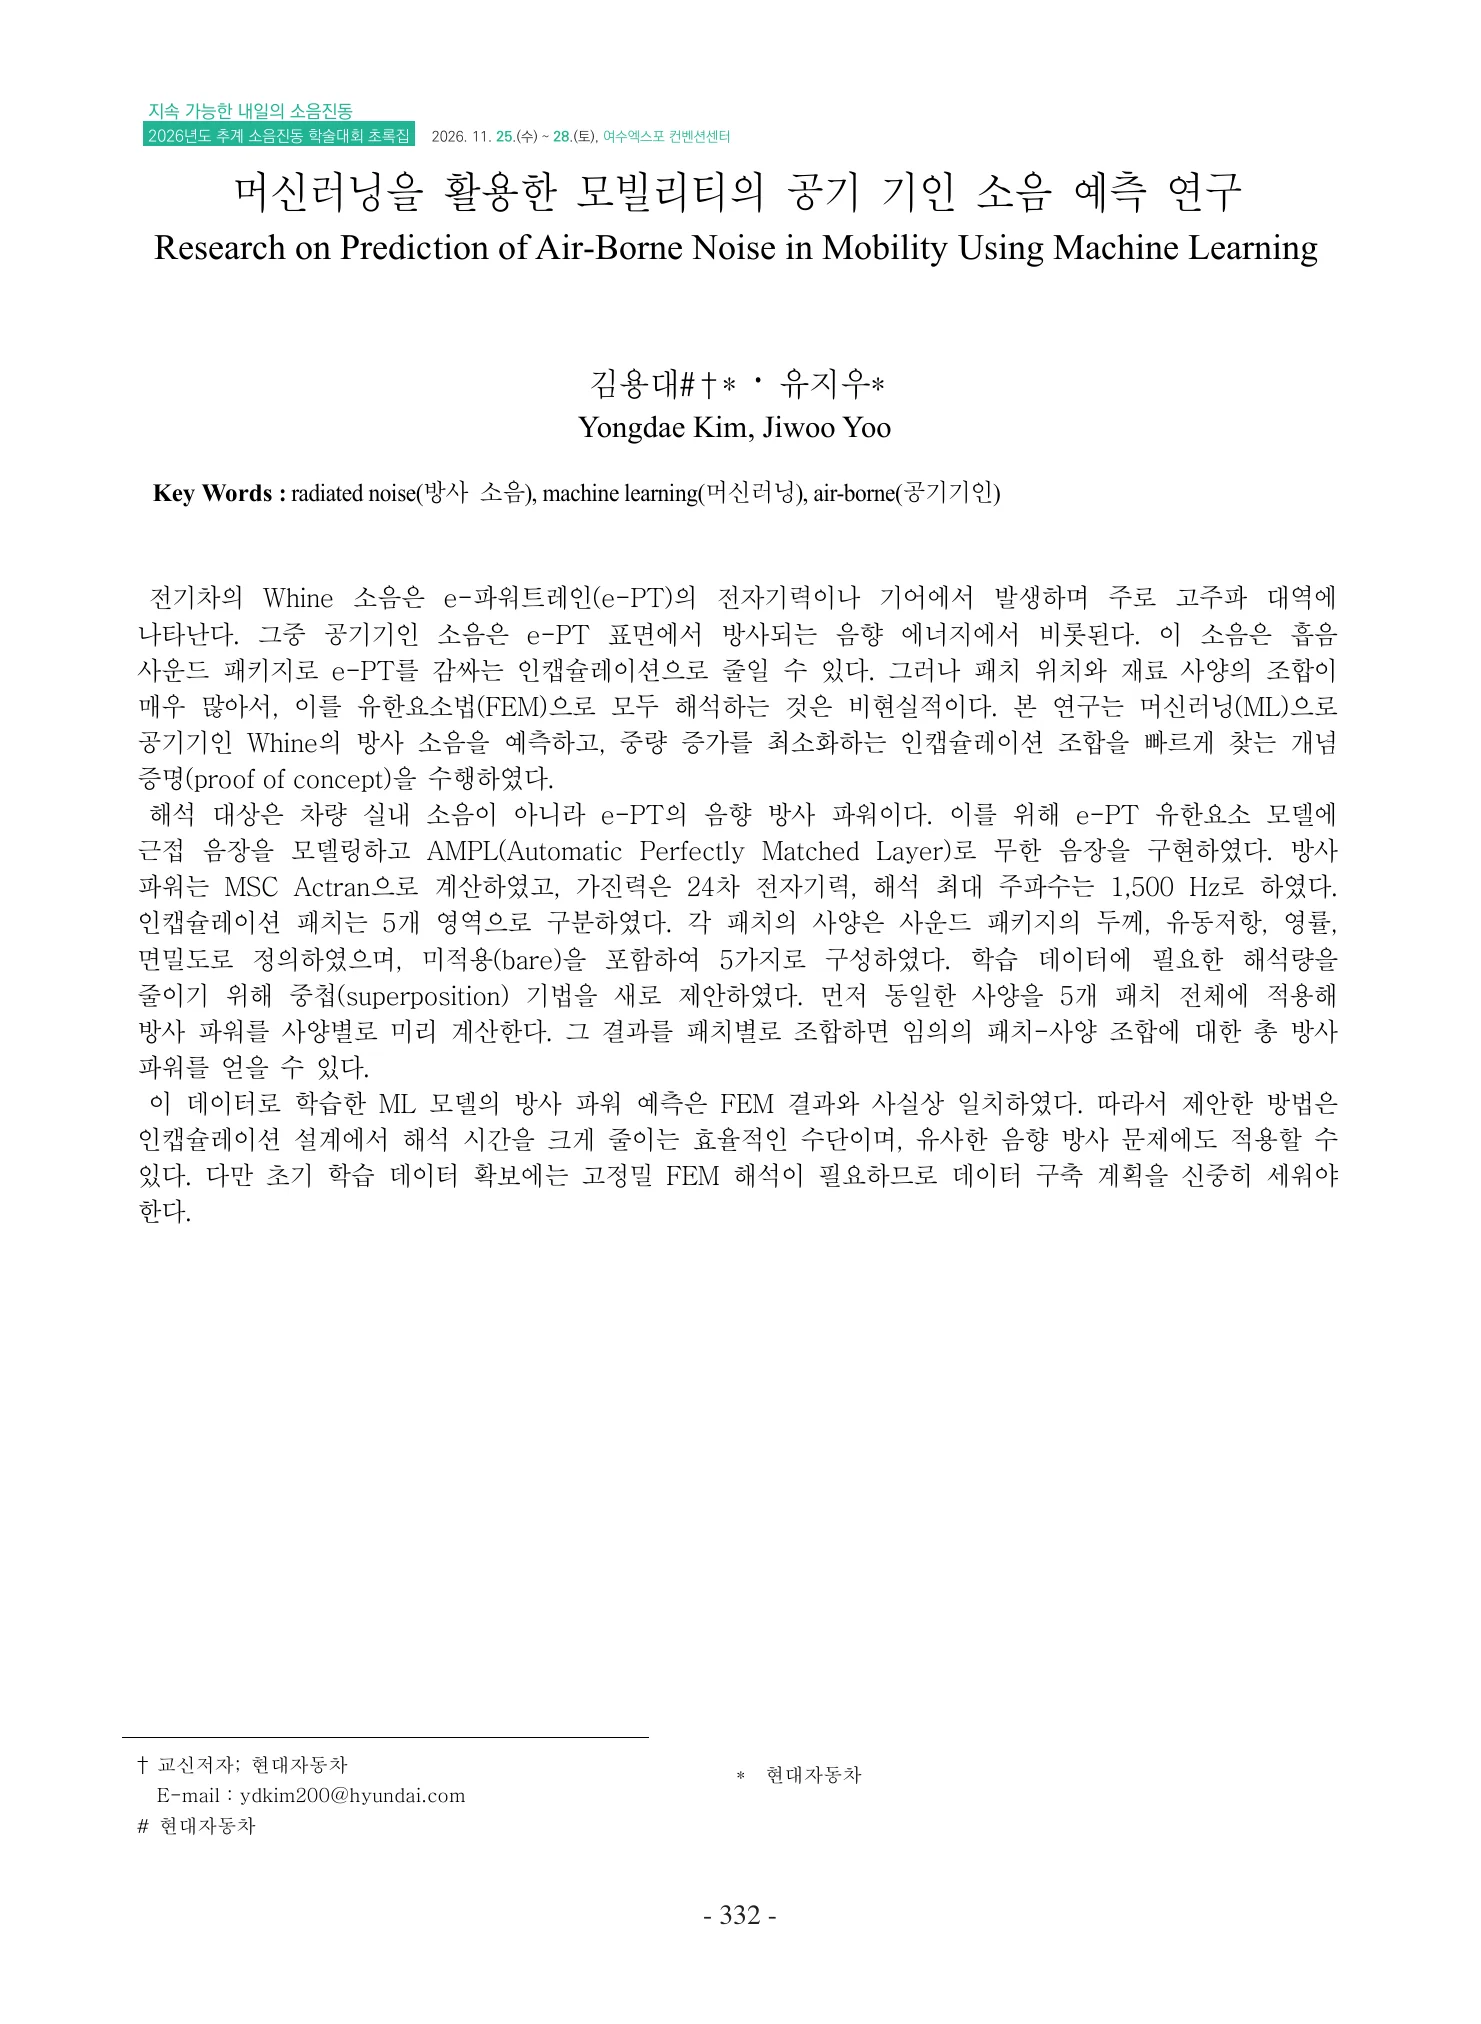 지속 가능한 내일의 소음진동
2026년도 추계 소음진동 학술대회 초록집 2026. 11. 25.(수) ~ 28.(토), 여수엑스포 컨벤션센터
머신러닝을 활용한 모빌리티의 공기 기인 소음 예측 연구
Research on Prediction of Air-Borne Noise in Mobility Using Machine Learning
김용대#†* · 유지우*
Yongdae Kim, Jiwoo Yoo
Key Words : radiated noise(방사 소음), machine learning(머신러닝), air-borne(공기기인)
전기차의 Whine 소음은 e-파워트레인(e-PT)의 전자기력이나 기어에서 발생하며 주로 고주파 대역에
나타난다. 그중 공기기인 소음은 e-PT 표면에서 방사되는 음향 에너지에서 비롯된다. 이 소음은 흡음
사운드 패키지로 e-PT를 감싸는 인캡슐레이션으로 줄일 수 있다. 그러나 패치 위치와 재료 사양의 조합이
매우 많아서, 이를 유한요소법(FEM)으로 모두 해석하는 것은 비현실적이다. 본 연구는 머신러닝(ML)으로
공기기인 Whine의 방사 소음을 예측하고, 중량 증가를 최소화하는 인캡슐레이션 조합을 빠르게 찾는 개념
증명(proof of concept)을 수행하였다.
해석 대상은 차량 실내 소음이 아니라 e-PT의 음향 방사 파워이다. 이를 위해 e-PT 유한요소 모델에
근접 음장을 모델링하고 AMPL(Automatic Perfectly Matched Layer)로 무한 음장을 구현하였다. 방사
파워는 MSC Actran으로 계산하였고, 가진력은 24차 전자기력, 해석 최대 주파수는 1,500 Hz로 하였다.
인캡슐레이션 패치는 5개 영역으로 구분하였다. 각 패치의 사양은 사운드 패키지의 두께, 유동저항, 영률,
면밀도로 정의하였으며, 미적용(bare)을 포함하여 5가지로 구성하였다. 학습 데이터에 필요한 해석량을
줄이기 위해 중첩(superposition) 기법을 새로 제안하였다. 먼저 동일한 사양을 5개 패치 전체에 적용해
방사 파워를 사양별로 미리 계산한다. 그 결과를 패치별로 조합하면 임의의 패치-사양 조합에 대한 총 방사
파워를 얻을 수 있다.
이 데이터로 학습한 ML 모델의 방사 파워 예측은 FEM 결과와 사실상 일치하였다. 따라서 제안한 방법은
인캡슐레이션 설계에서 해석 시간을 크게 줄이는 효율적인 수단이며, 유사한 음향 방사 문제에도 적용할 수
있다. 다만 초기 학습 데이터 확보에는 고정밀 FEM 해석이 필요하므로 데이터 구축 계획을 신중히 세워야
한다.
† 교신저자; 현대자동차
E-mail : ydkim200@hyundai.com
# 현대자동차
* 현대자동차
- 332 -